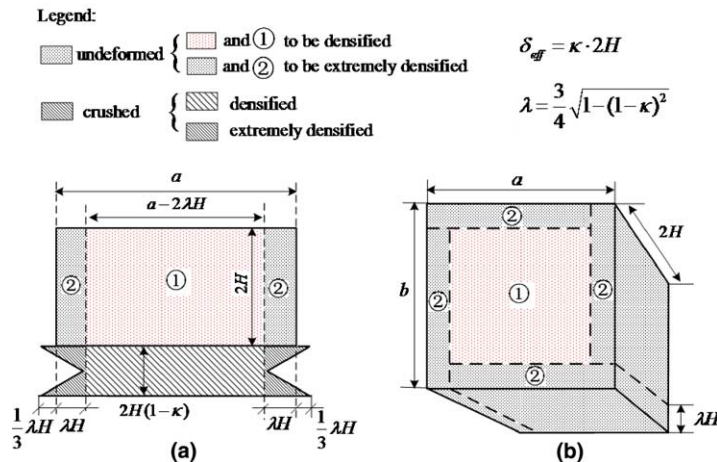 Legend:
undeformed { and ① to be densified
and ② to be extremely densified
crushed { densified
extremely densified
δ_eff = κ·2H
λ = 3/4 √(1−(1−κ)²)
a
a−2λH
② ① ②
2H
2H(1−κ)
1/3 λH λH λH 1/3 λH
(a)
a
②
2H
b
② ① ②
②
λH
(b)